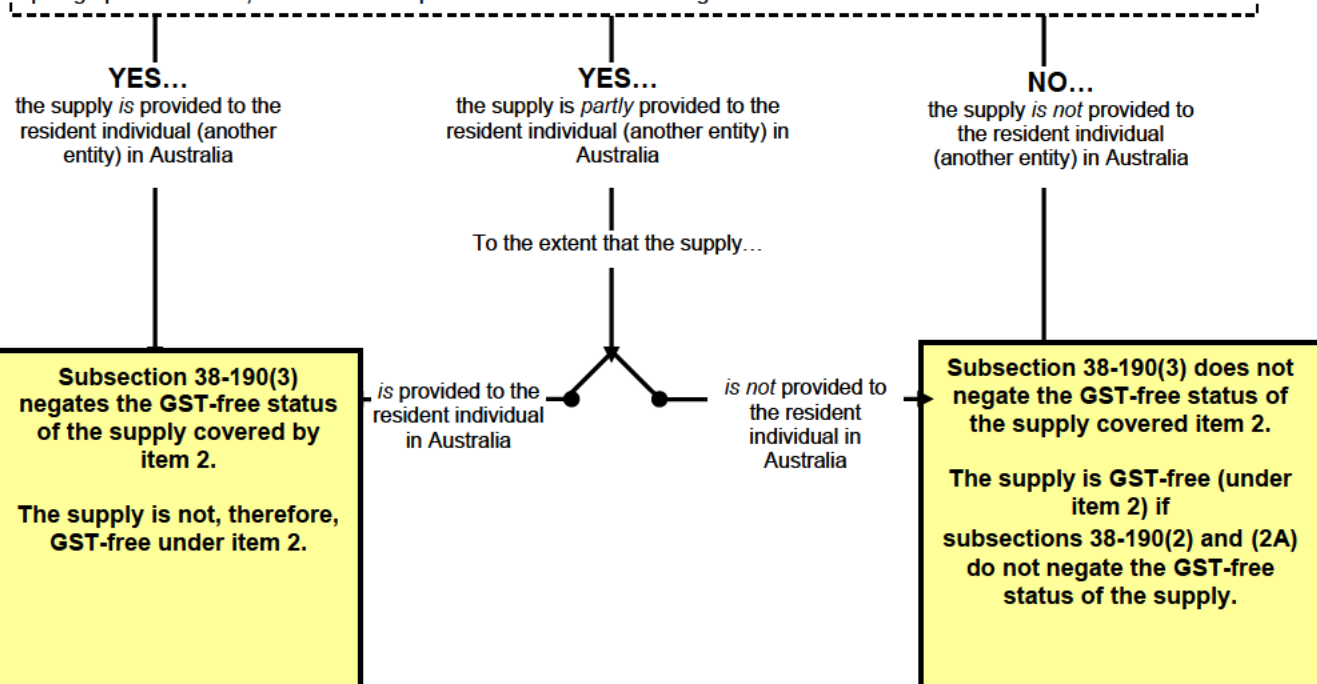 YES…
the supply is provided to the
resident individual (another
entity) in Australia
YES…
the supply is partly provided to the
resident individual (another entity) in
Australia
NO…
the supply is not provided to
the resident individual
(another entity) in Australia
To the extent that the supply…
is provided to the
resident individual
in Australia
is not provided to
the resident
individual in
Australia
Subsection 38-190(3)
negates the GST-free status
of the supply covered by
item 2.
The supply is not, therefore,
GST-free under item 2.
Subsection 38-190(3) does not
negate the GST-free status of
the supply covered item 2.
The supply is GST-free (under
item 2) if
subsections 38-190(2) and (2A)
do not negate the GST-free
status of the supply.